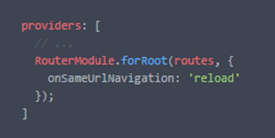 providers: [
  // ...
  RouterModule.forRoot(routes, {
    onSameUrlNavigation: 'reload'
  });
]